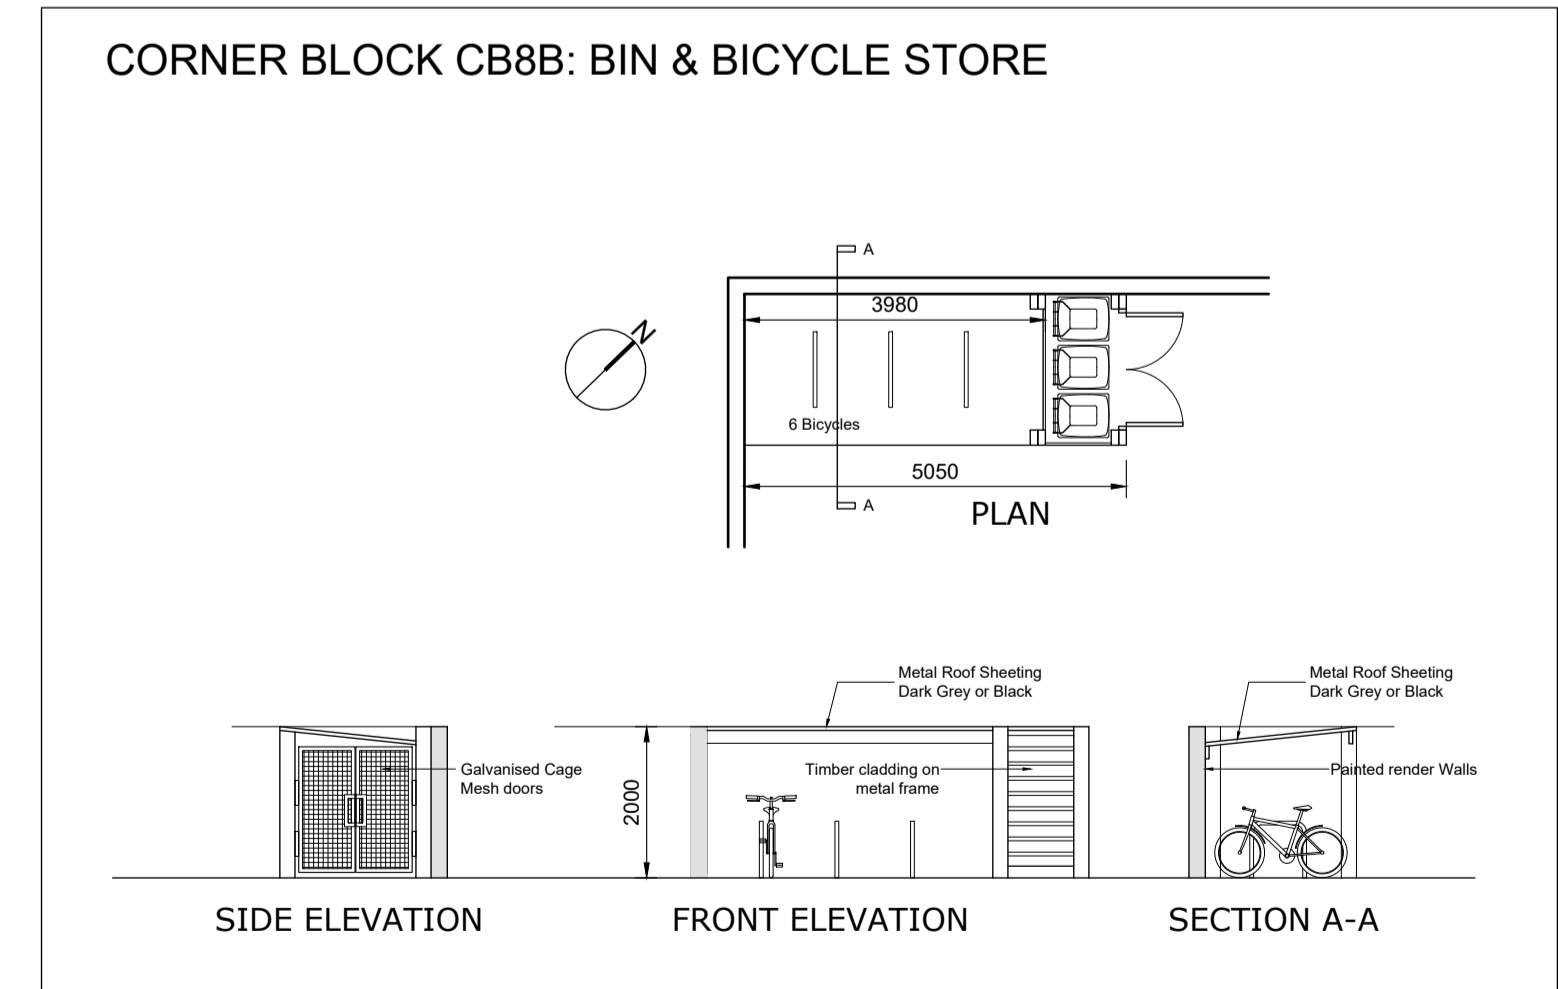 CORNER BLOCK CB8B: BIN & BICYCLE STORE
A
3980
N
6 Bicycles
5050
A
PLAN
Metal Roof Sheeting
Dark Grey or Black
Metal Roof Sheeting
Dark Grey or Black
Galvanised Cage
Mesh doors
2000
Timber cladding on
metal frame
Painted render Walls
SIDE ELEVATION
FRONT ELEVATION
SECTION A-A